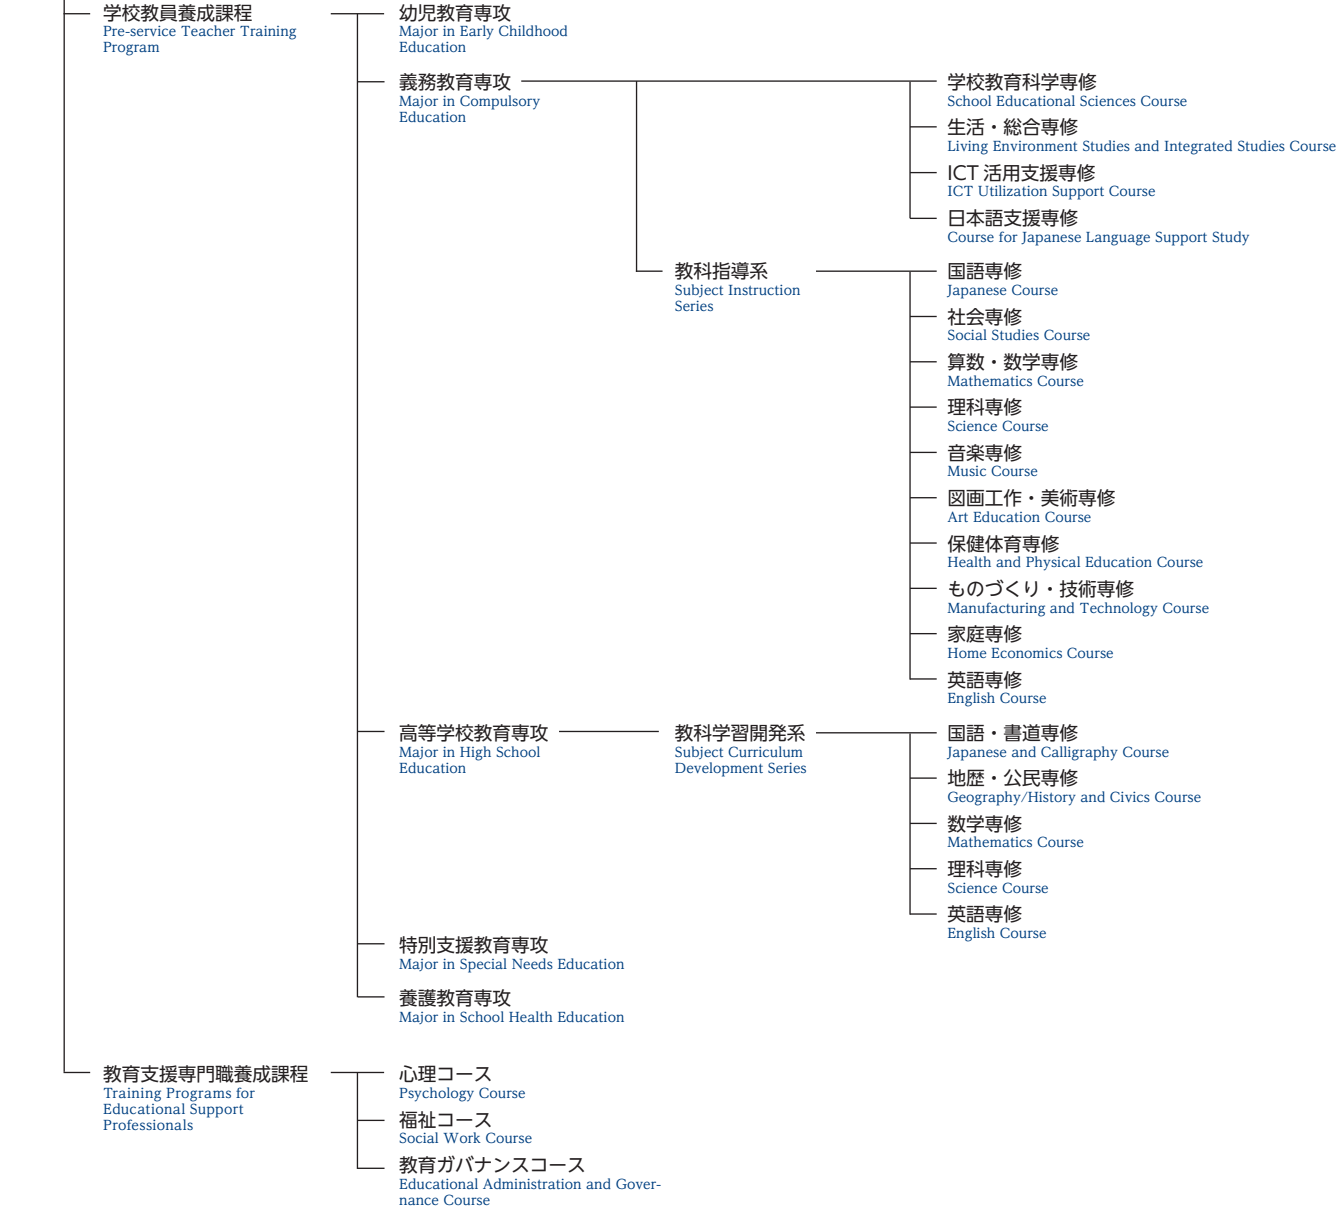 学校教員養成課程
Pre-service Teacher Training
Program
幼児教育専攻
Major in Early Childhood
Education
義務教育専攻
Major in Compulsory
Education
学校教育科学専修
School Educational Sciences Course
生活・総合専修
Living Environment Studies and Integrated Studies Course
ICT 活用支援専修
ICT Utilization Support Course
日本語支援専修
Course for Japanese Language Support Study
教科指導系
Subject Instruction
Series
国語専修
Japanese Course
社会専修
Social Studies Course
算数・数学専修
Mathematics Course
理科専修
Science Course
音楽専修
Music Course
図画工作・美術専修
Art Education Course
保健体育専修
Health and Physical Education Course
ものづくり・技術専修
Manufacturing and Technology Course
家庭専修
Home Economics Course
英語専修
English Course
高等学校教育専攻
Major in High School
Education
教科学習開発系
Subject Curriculum
Development Series
国語・書道専修
Japanese and Calligraphy Course
地歴・公民専修
Geography/History and Civics Course
数学専修
Mathematics Course
理科専修
Science Course
英語専修
English Course
特別支援教育専攻
Major in Special Needs Education
養護教育専攻
Major in School Health Education
教育支援専門職養成課程
Training Programs for
Educational Support
Professionals
心理コース
Psychology Course
福祉コース
Social Work Course
教育ガバナンスコース
Educational Administration and Gover-
nance Course